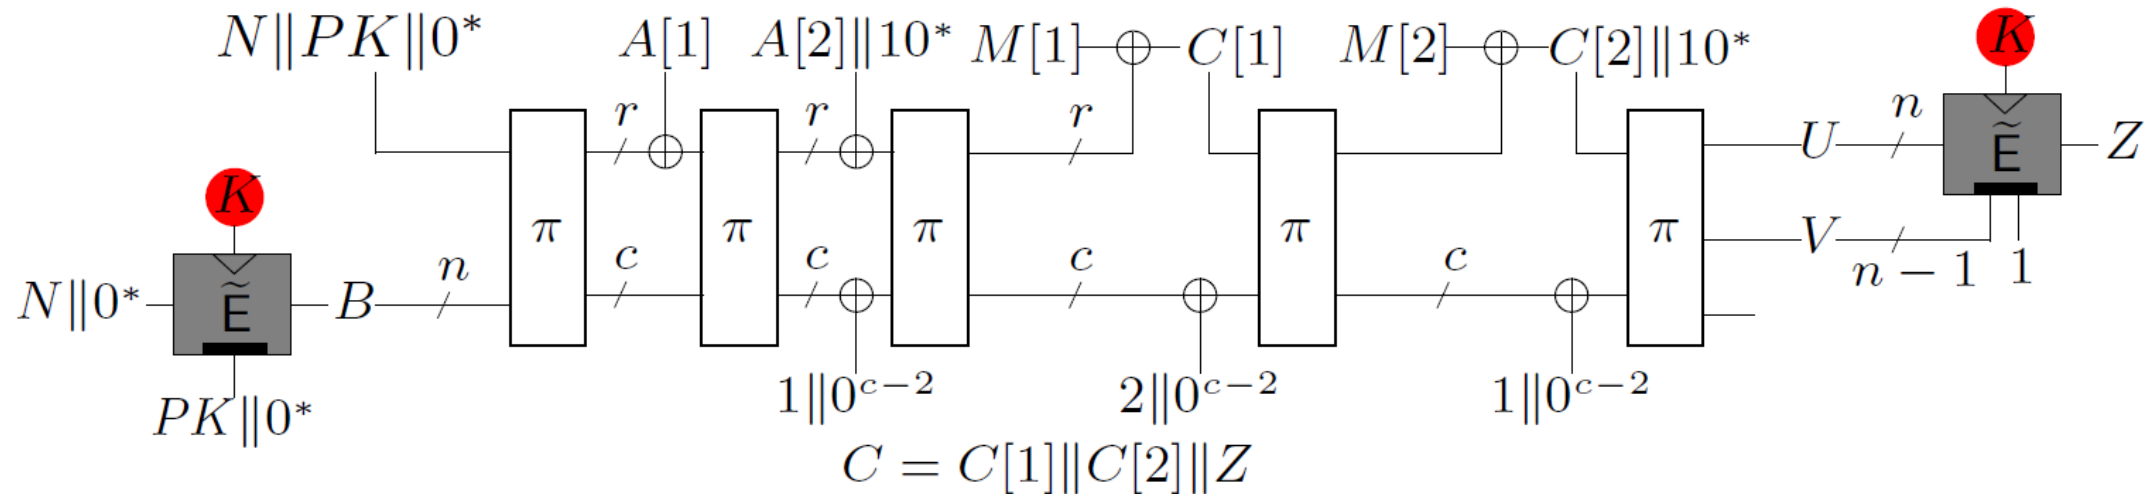 N∥PK∥0* A[1] A[2]∥10* M[1] C[1] M[2] C[2]∥10* K
r r r n
Ẽ U Z
K π π π π π
c c c c V
n n − 1 1
N∥0* Ẽ B
1∥0^{c−2} 2∥0^{c−2} 1∥0^{c−2}
PK∥0*
C = C[1]∥C[2]∥Z